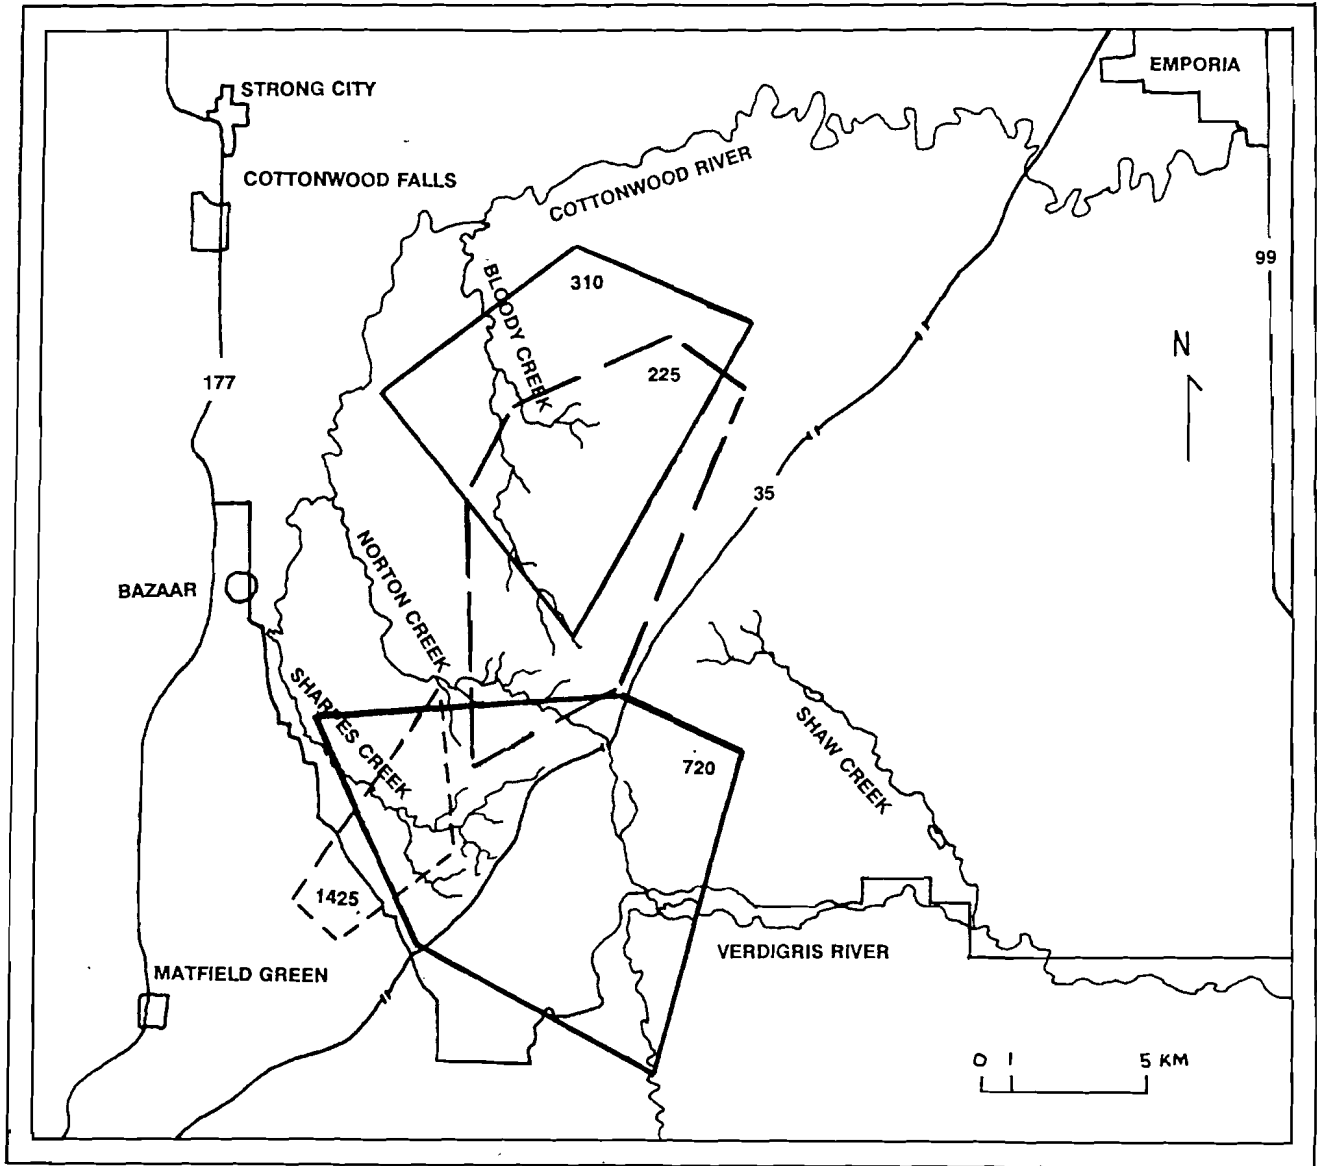 STRONG CITY
EMPORIA
COTTONWOOD FALLS
COTTONWOOD RIVER
99
BLOODY CREEK
310
N
177
225
35
NORTON CREEK
BAZAAR
SHARPES CREEK
SHAW CREEK
720
1425
VERDIGRIS RIVER
MATFIELD GREEN
0 1 5 KM